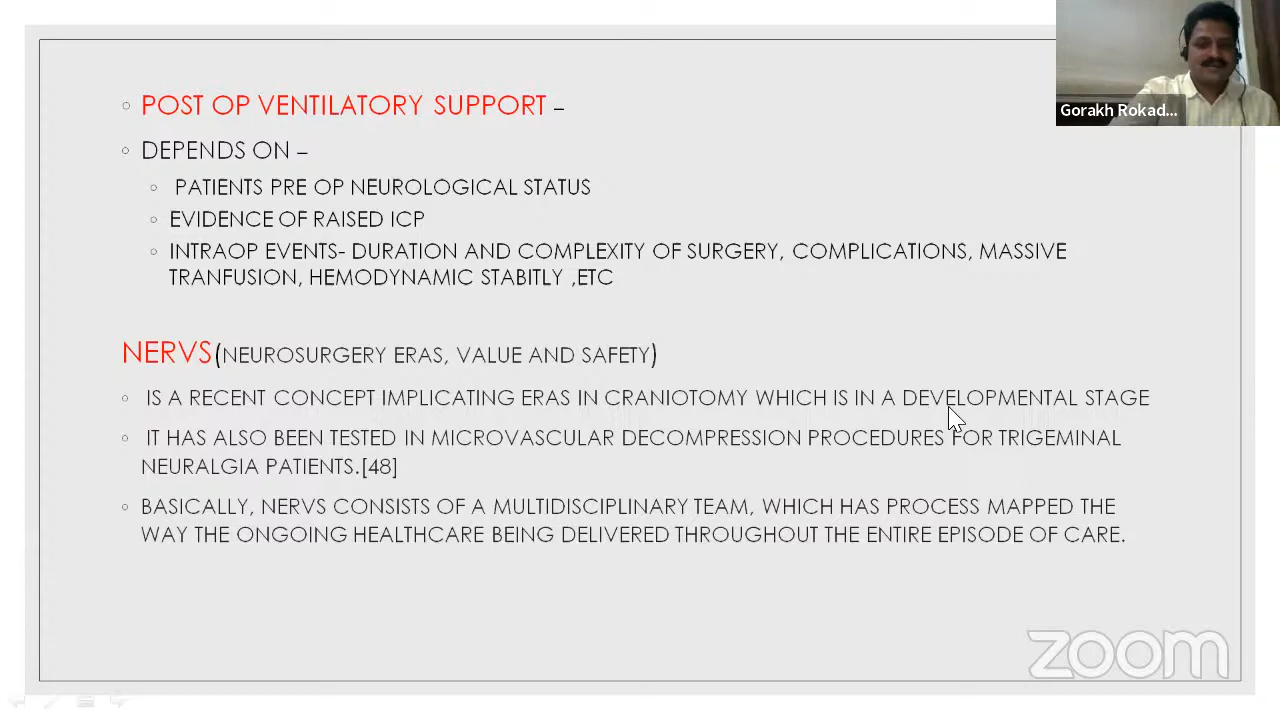 POST OP VENTILATORY SUPPORT –
DEPENDS ON –
PATIENTS PRE OP NEUROLOGICAL STATUS
EVIDENCE OF RAISED ICP
INTRAOP EVENTS- DURATION AND COMPLEXITY OF SURGERY, COMPLICATIONS, MASSIVE
TRANFUSION, HEMODYNAMIC STABITLY ,ETC
NERVS(NEUROSURGERY ERAS, VALUE AND SAFETY)
IS A RECENT CONCEPT IMPLICATING ERAS IN CRANIOTOMY WHICH IS IN A DEVELOPMENTAL STAGE
IT HAS ALSO BEEN TESTED IN MICROVASCULAR DECOMPRESSION PROCEDURES FOR TRIGEMINAL
NEURALGIA PATIENTS.[48]
BASICALLY, NERVS CONSISTS OF A MULTIDISCIPLINARY TEAM, WHICH HAS PROCESS MAPPED THE
WAY THE ONGOING HEALTHCARE BEING DELIVERED THROUGHOUT THE ENTIRE EPISODE OF CARE.
Gorakh Rokad...
zoom